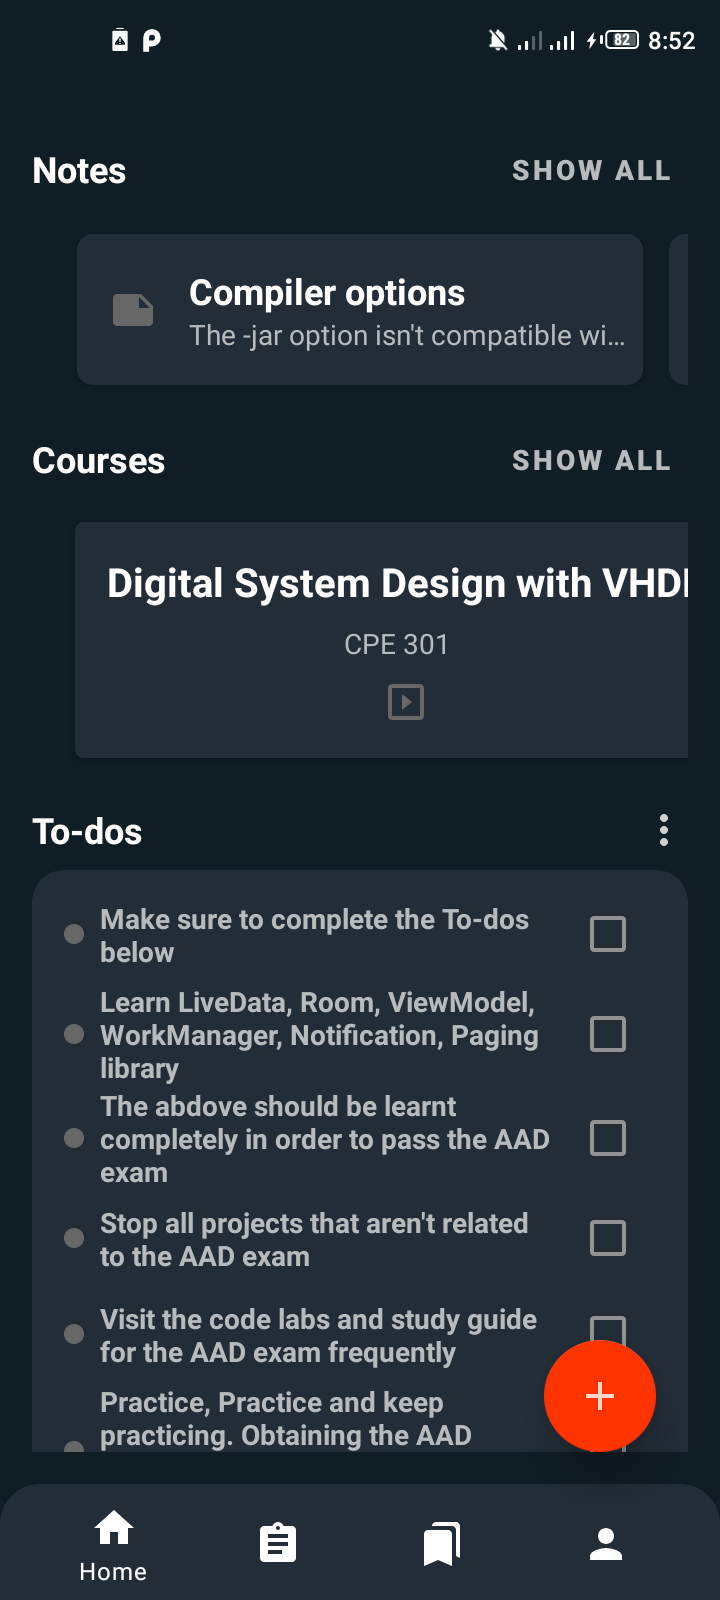 82 8:52
Notes SHOW ALL
Compiler options
The -jar option isn't compatible wi...
Courses SHOW ALL
Digital System Design with VHD
CPE 301
To-dos
Make sure to complete the To-dos
below
Learn LiveData, Room, ViewModel,
WorkManager, Notification, Paging
library
The abdove should be learnt
completely in order to pass the AAD
exam
Stop all projects that aren't related
to the AAD exam
Visit the code labs and study guide
for the AAD exam frequently
Practice, Practice and keep
practicing. Obtaining the AAD
Home